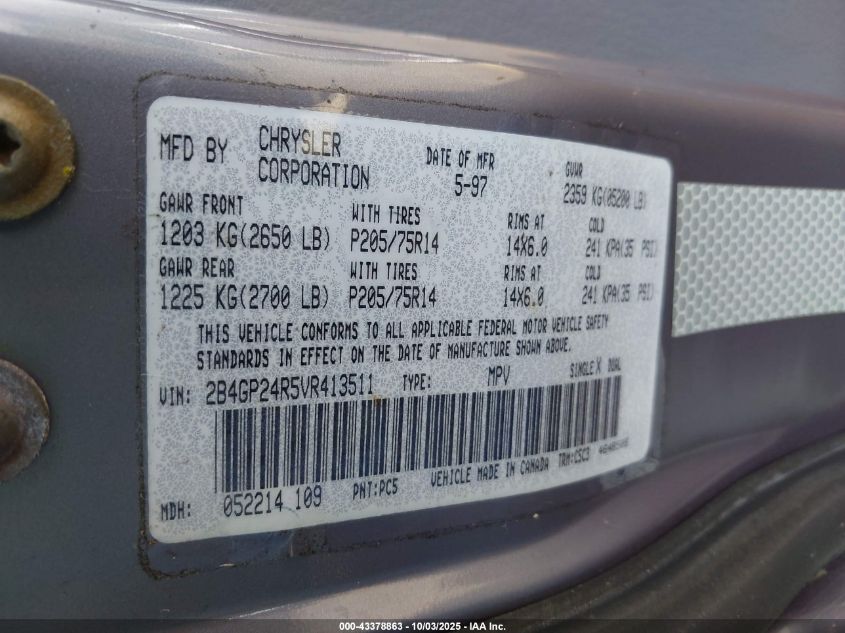 MFD BY CHRYSLER CORPORATION DATE OF MFR 5-97 GVWR 2359 KG(05200 LB)
GAWR FRONT WITH TIRES RIMS AT COLD
1203 KG(2650 LB) P205/75R14 14X6.0 241 KPA(35 PSI)
GAWR REAR WITH TIRES RIMS AT COLD
1225 KG(2700 LB) P205/75R14 14X6.0 241 KPA(35 PSI)
THIS VEHICLE CONFORMS TO ALL APPLICABLE FEDERAL MOTOR VEHICLE SAFETY
STANDARDS IN EFFECT ON THE DATE OF MANUFACTURE SHOWN ABOVE.
VIN: 2B4GP24R5VR413511 TYPE: MPV SINGLE X DUAL
MDH: 052214 109 PNT:PC5 VEHICLE MADE IN CANADA TRM:C5C3
000-43378863 - 10/03/2025 - IAA Inc.